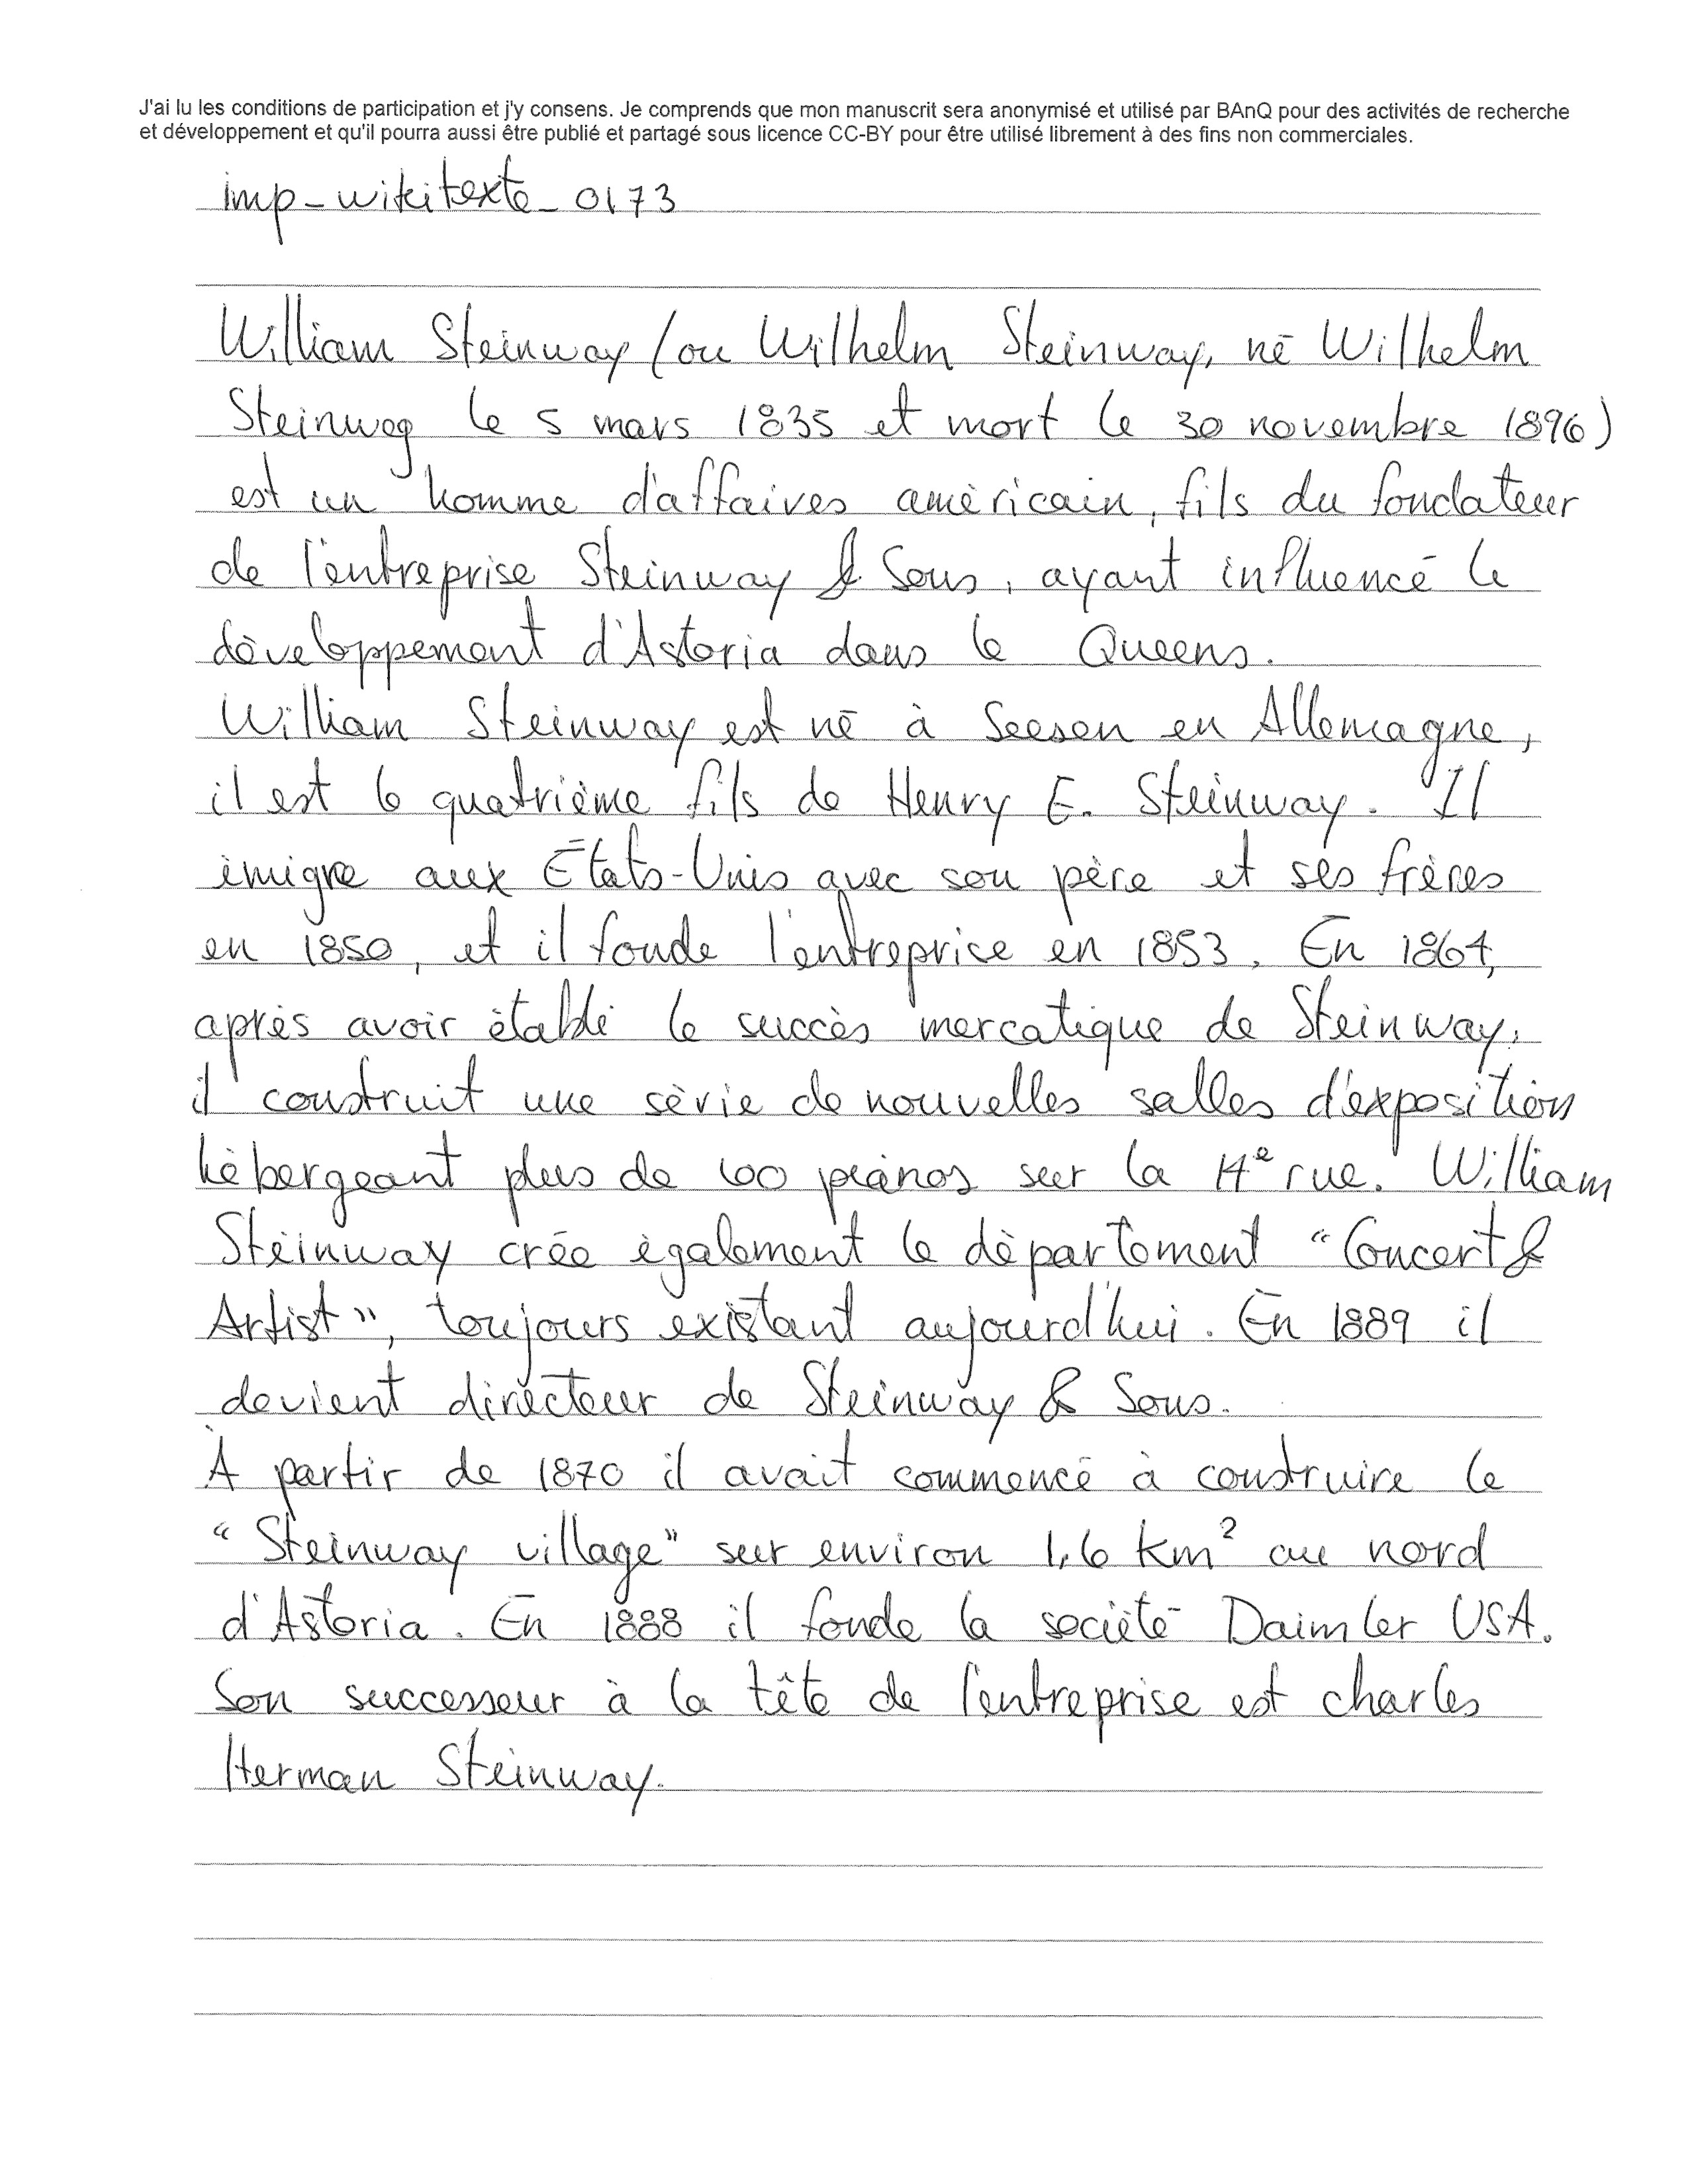 J'ai lu les conditions de participation et j'y consens. Je comprends que mon manuscrit sera anonymisé et utilisé par BAnQ pour des activités de recherche
et développement et qu'il pourra aussi être publié et partagé sous licence CC-BY pour être utilisé librement à des fins non commerciales.
imp-wikitexte-0173
William Steinway (ou Wilhelm Steinway, né Wilhelm
Steinweg le 5 mars 1835 et mort le 30 novembre 1896)
est un homme d'affaires américain, fils du fondateur
de l'entreprise Steinway & Sons, ayant influencé le
développement d'Astoria dans le Queens.
William Steinway est né à Seesen en Allemagne,
il est le quatrième fils de Henry E. Steinway. Il
émigre aux États-Unis avec son père et ses frères
en 1850, et il fonde l'entreprise en 1853. En 1864,
après avoir établi le succès mercatique de Steinway,
il construit une série de nouvelles salles d'exposition
hébergeant plus de 100 pianos sur la 14e rue. William
Steinway crée également le département "Concert &
Artist", toujours existant aujourd'hui. En 1889 il
devient directeur de Steinway & Sons.
À partir de 1870 il avait commencé à construire le
"Steinway village" sur environ 1,6 km² au nord
d'Astoria. En 1888 il fonde la société Daimler USA.
Son successeur à la tête de l'entreprise est charles
Herman Steinway.